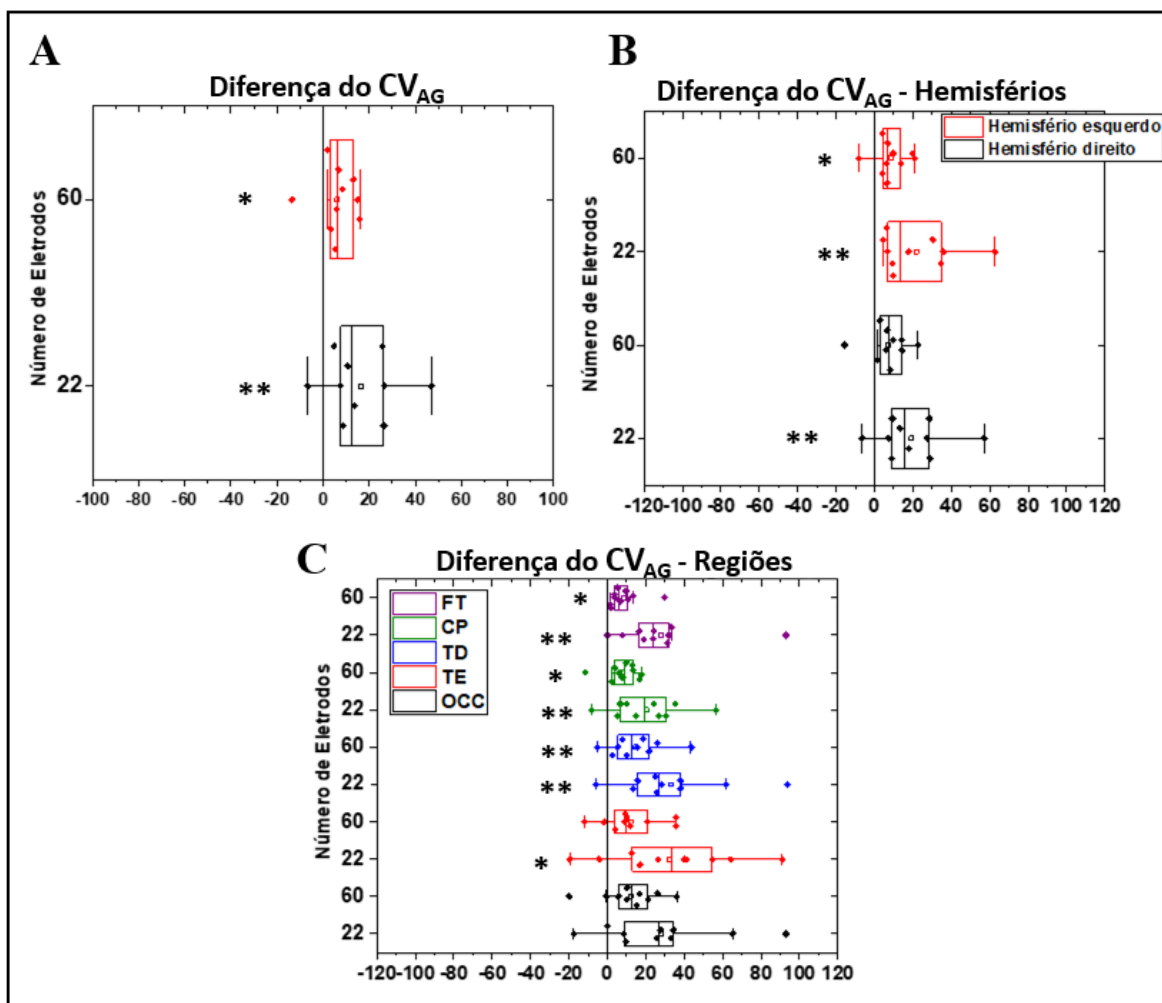 A
Diferença do CVAG
Número de Eletrodos
60
*
22
**
-100 -80 -60 -40 -20 0 20 40 60 80 100
B
Diferença do CVAG - Hemisférios
Hemisfério esquerdo
Hemisfério direito
Número de Eletrodos
60
*
22
**
60
22
**
-120 -100 -80 -60 -40 -20 0 20 40 60 80 100 120
C
Diferença do CVAG - Regiões
FT
CP
TD
TE
OCC
Número de Eletrodos
60
*
22
**
60
*
22
**
60
**
22
**
60
22
*
60
22
-120 -100 -80 -60 -40 -20 0 20 40 60 80 100 120